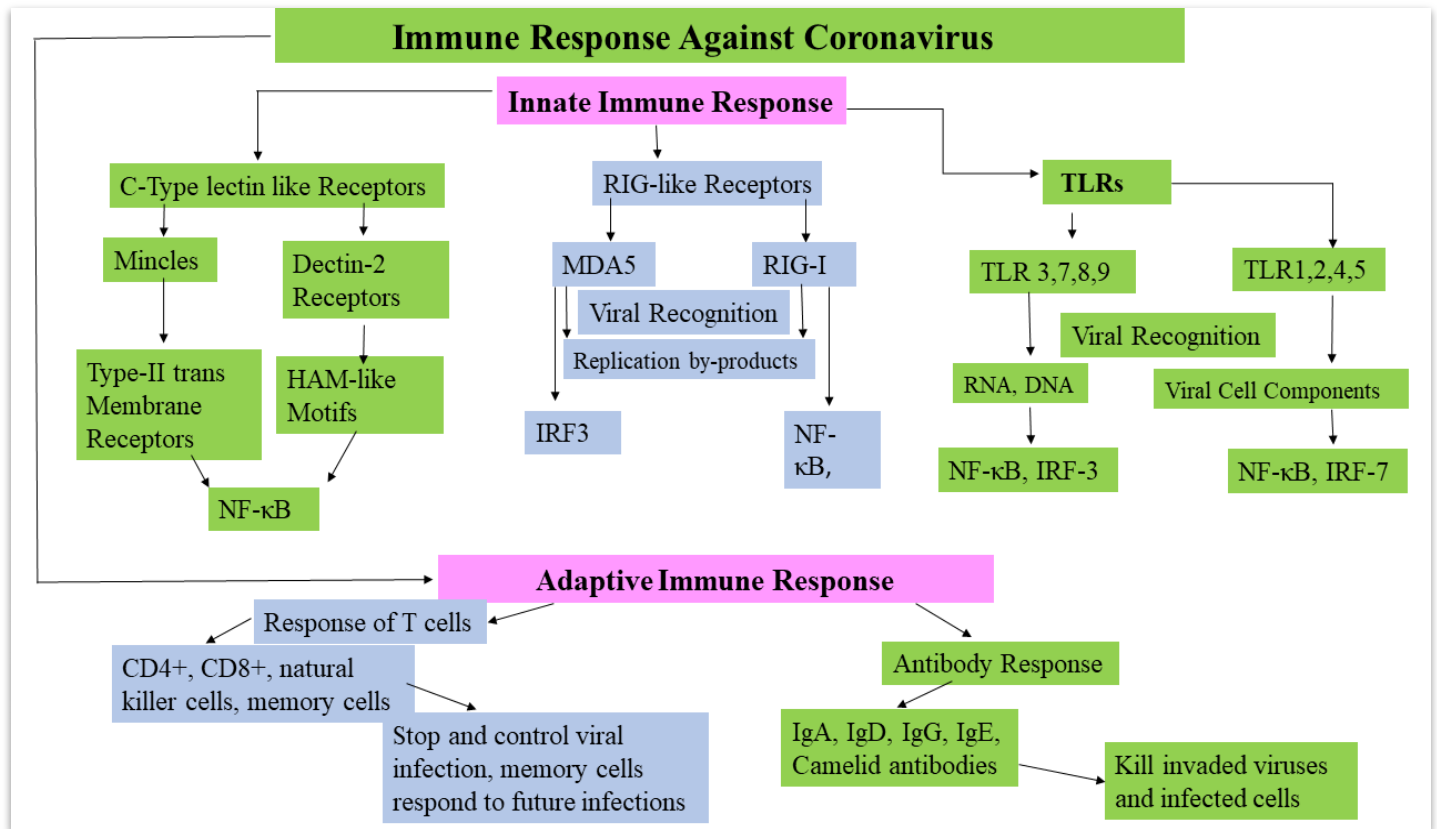 Immune Response Against Coronavirus
Innate Immune Response
C-Type lectin like Receptors
RIG-like Receptors
TLRs
Mincles
Dectin-2
Receptors
MDA5
RIG-I
TLR 3,7,8,9
TLR1,2,4,5
Viral Recognition
Replication by-products
Viral Recognition
Type-II trans
Membrane
Receptors
HAM-like
Motifs
RNA, DNA
Viral Cell Components
IRF3
NF-
κB,
NF-κB, IRF-3
NF-κB, IRF-7
NF-κB
Adaptive Immune Response
Response of T cells
CD4+, CD8+, natural
killer cells, memory cells
Stop and control viral
infection, memory cells
respond to future infections
Antibody Response
IgA, IgD, IgG, IgE,
Camelid antibodies
Kill invaded viruses
and infected cells